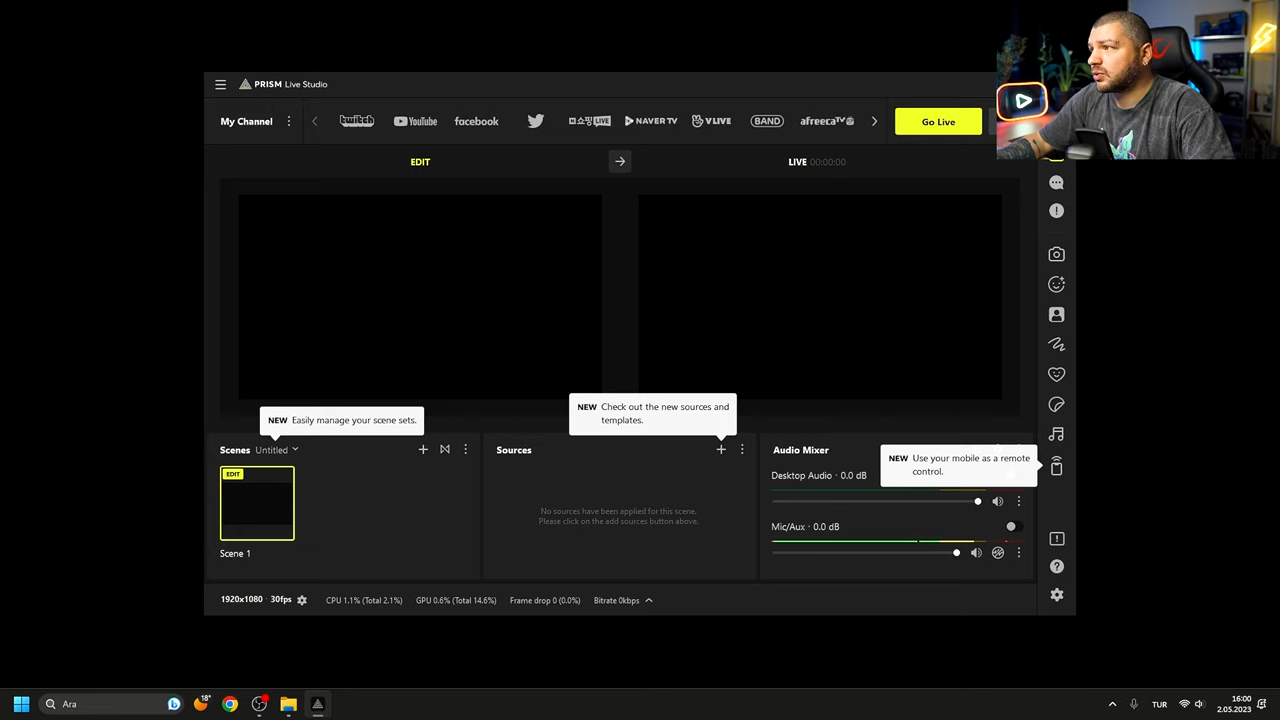 PRISM Live Studio
My Channel
twitch
YouTube
facebook
쇼핑LIVE
NAVER TV
VLIVE
BAND
afreecaTV
Go Live
EDIT
LIVE 00:00:00
NEW Easily manage your scene sets.
NEW Check out the new sources and
templates.
Scenes Untitled
Sources
Audio Mixer
NEW Use your mobile as a remote
control.
Desktop Audio · 0.0 dB
EDIT
No sources have been applied for this scene.
Please click on the add sources button above.
Mic/Aux · 0.0 dB
Scene 1
1920x1080 · 30fps
CPU 1.1% (Total 2.1%)
GPU 0.6% (Total 14.6%)
Frame drop 0 (0.0%)
Bitrate 0kbps
Ara
18°
TUR
16:00
2.05.2023